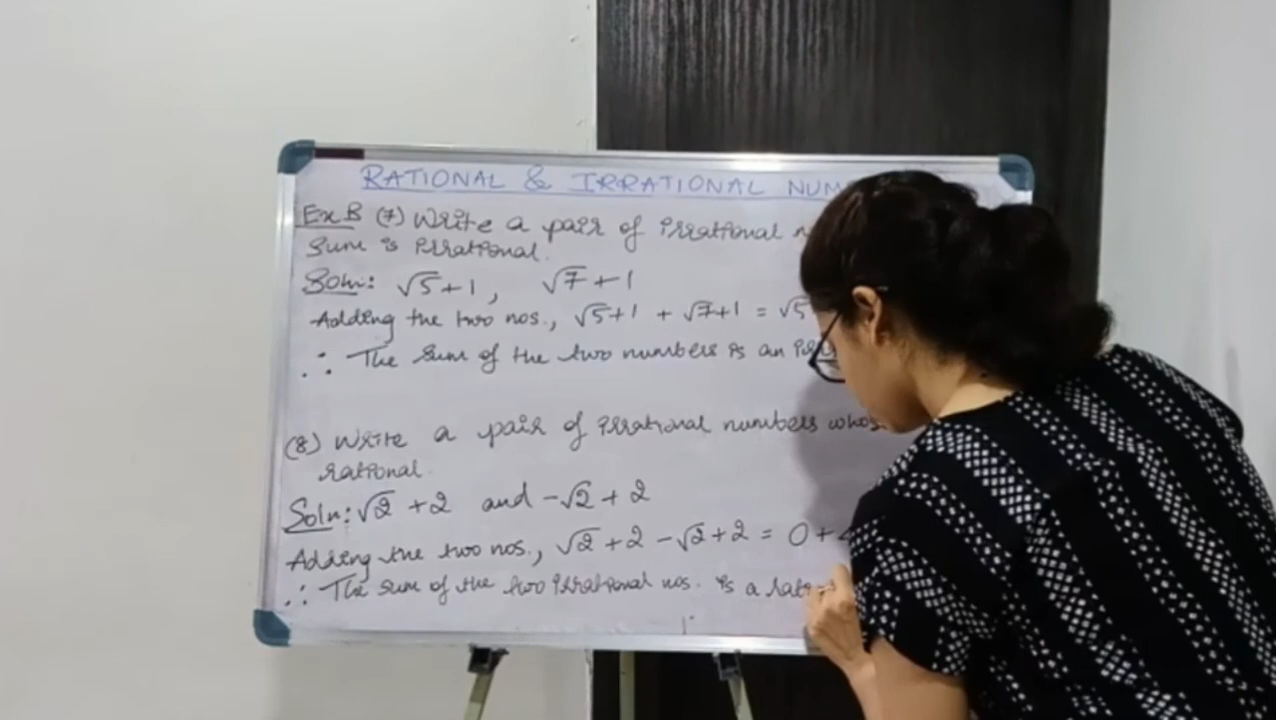 RATIONAL & IRRATIONAL NUM
Ex B (7) Write a pair of irrational
sum is irrational.
Soln: √5+1, √7+1
Adding the two nos., √5+1 + √7+1 = √5
∴ The sum of the two numbers is an
(8) Write a pair of irrational numbers
rational
Soln: √2 +2 and -√2 + 2
Adding the two nos., √2 + 2 -√2+2 = 0+
∴ The sum of the two irrational nos. is a